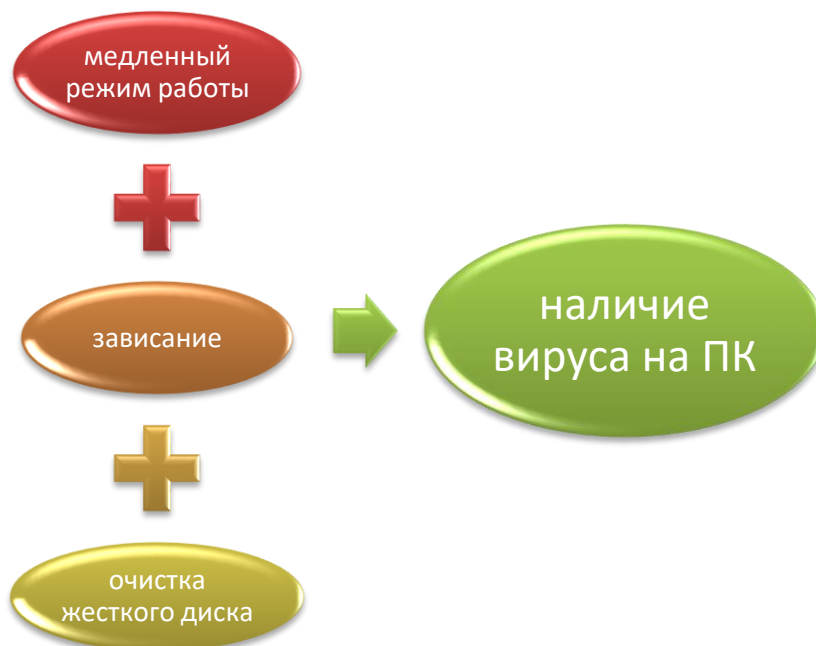 медленный
режим работы
зависание
наличие
вируса на ПК
очистка
жесткого диска